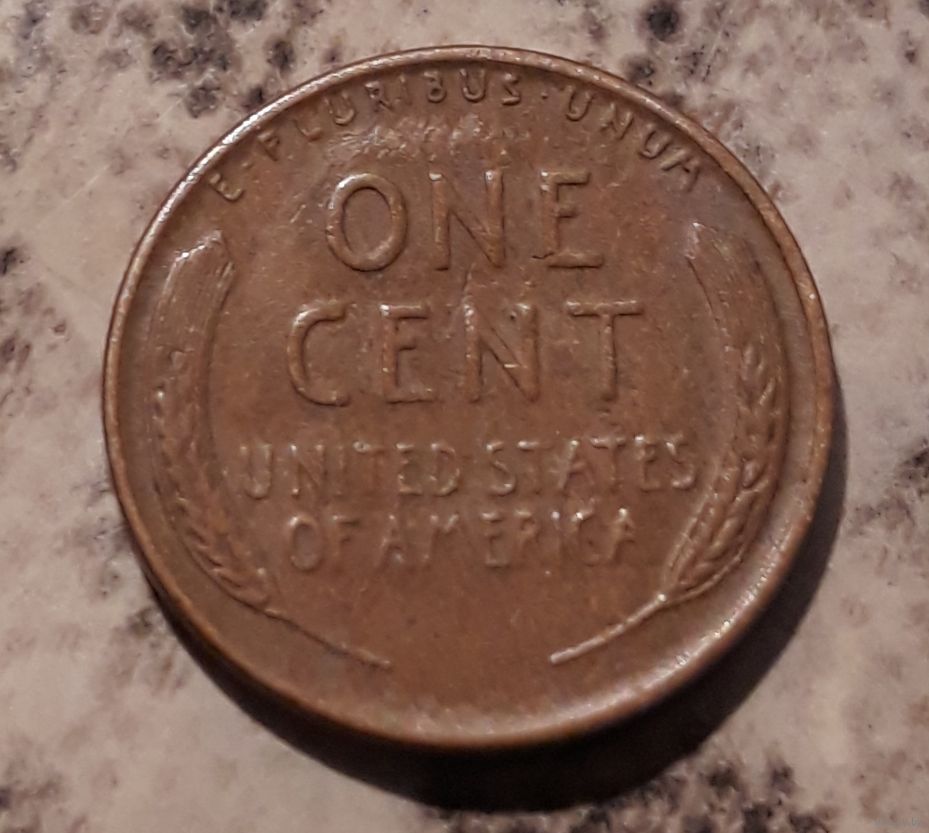 E·PLURIBUS·UNUM
ONE
CENT
UNITED STATES
OF AMERICA